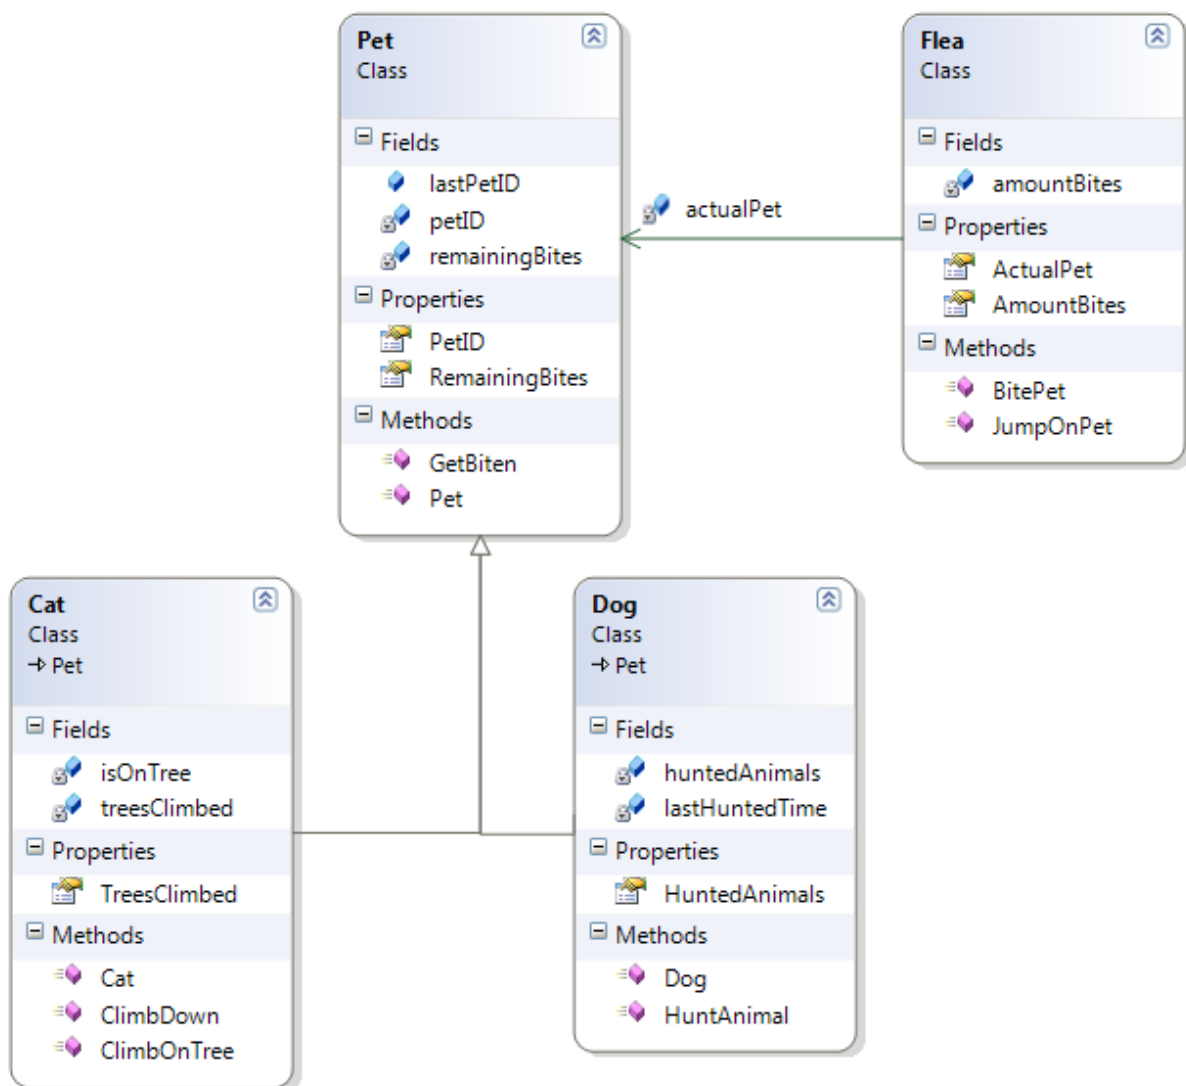 Pet
Class
Fields
lastPetID
petID
remainingBites
Properties
PetID
RemainingBites
Methods
GetBiten
Pet
actualPet
Flea
Class
Fields
amountBites
Properties
ActualPet
AmountBites
Methods
BitePet
JumpOnPet
Cat
Class
Pet
Fields
isOnTree
treesClimbed
Properties
TreesClimbed
Methods
Cat
ClimbDown
ClimbOnTree
Dog
Class
Pet
Fields
huntedAnimals
lastHuntedTime
Properties
HuntedAnimals
Methods
Dog
HuntAnimal